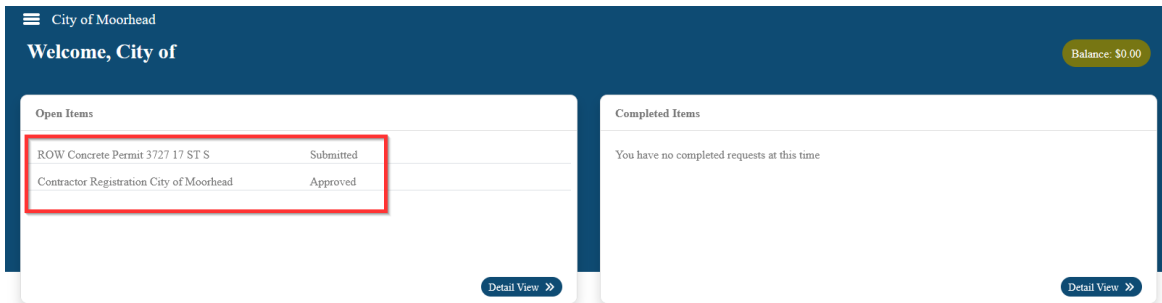 City of Moorhead
Welcome, City of
Balance: $0.00
Open Items
ROW Concrete Permit 3727 17 ST S Submitted
Contractor Registration City of Moorhead Approved
Detail View »
Completed Items
You have no completed requests at this time
Detail View »